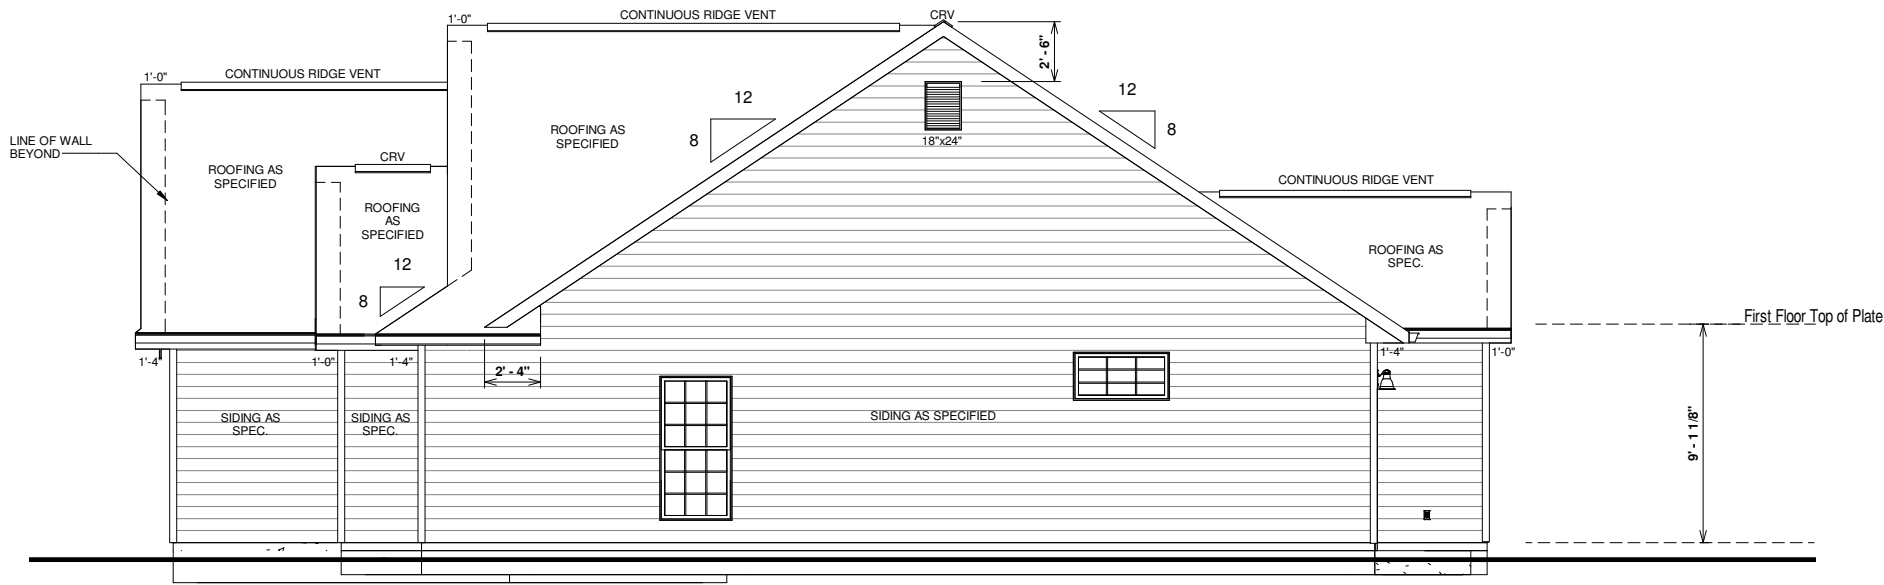 1'-0"
CONTINUOUS RIDGE VENT
CRV
2' - 6"
1'-0"
CONTINUOUS RIDGE VENT
12
8
12
8
18"x24"
ROOFING AS
SPECIFIED
LINE OF WALL
BEYOND
CRV
ROOFING AS
SPECIFIED
CONTINUOUS RIDGE VENT
ROOFING
AS
SPECIFIED
ROOFING AS
SPEC.
12
8
First Floor Top of Plate
1'-4"
1'-0"
1'-4"
2' - 4"
1'-4"
1'-0"
SIDING AS
SPEC.
SIDING AS
SPEC.
SIDING AS SPECIFIED
9' - 1 1/8"